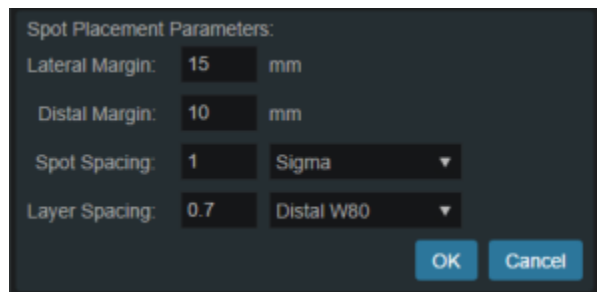 Spot Placement Parameters:
Lateral Margin: 15 mm
Distal Margin: 10 mm
Spot Spacing: 1 Sigma
Layer Spacing: 0.7 Distal W80
OK Cancel